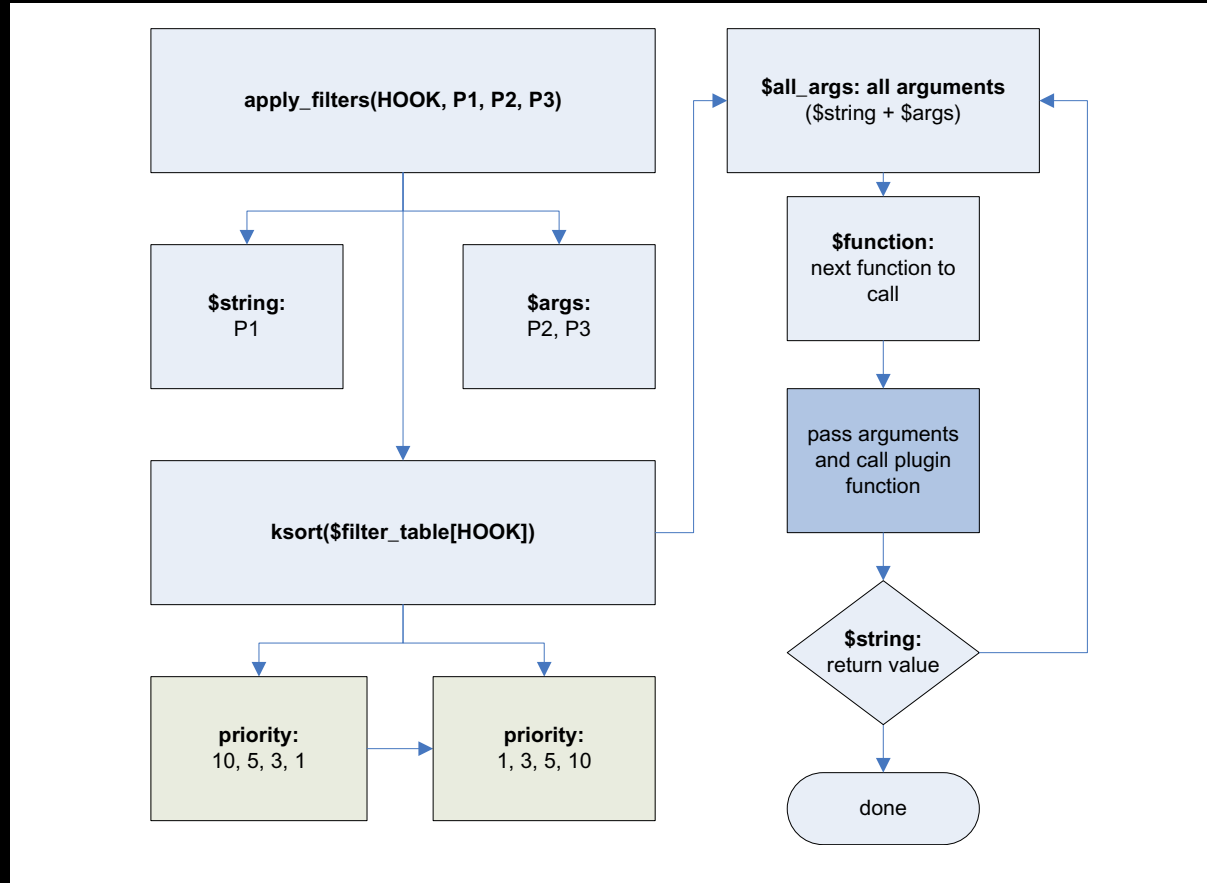 apply_filters(HOOK, P1, P2, P3)
$string:
P1
$args:
P2, P3
ksort($filter_table[HOOK])
priority:
10, 5, 3, 1
priority:
1, 3, 5, 10
$all_args: all arguments
($string + $args)
$function:
next function to
call
pass arguments
and call plugin
function
$string:
return value
done